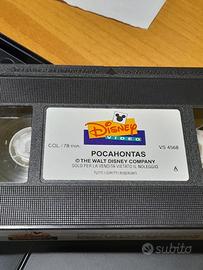 Disney
VIDEO
COL. / 78 min.
VS 4568
POCAHONTAS
© THE WALT DISNEY COMPANY
SOLO PER LA VENDITA VIETATO IL NOLEGGIO
TUTTI I DIRITTI RISERVATI
subito